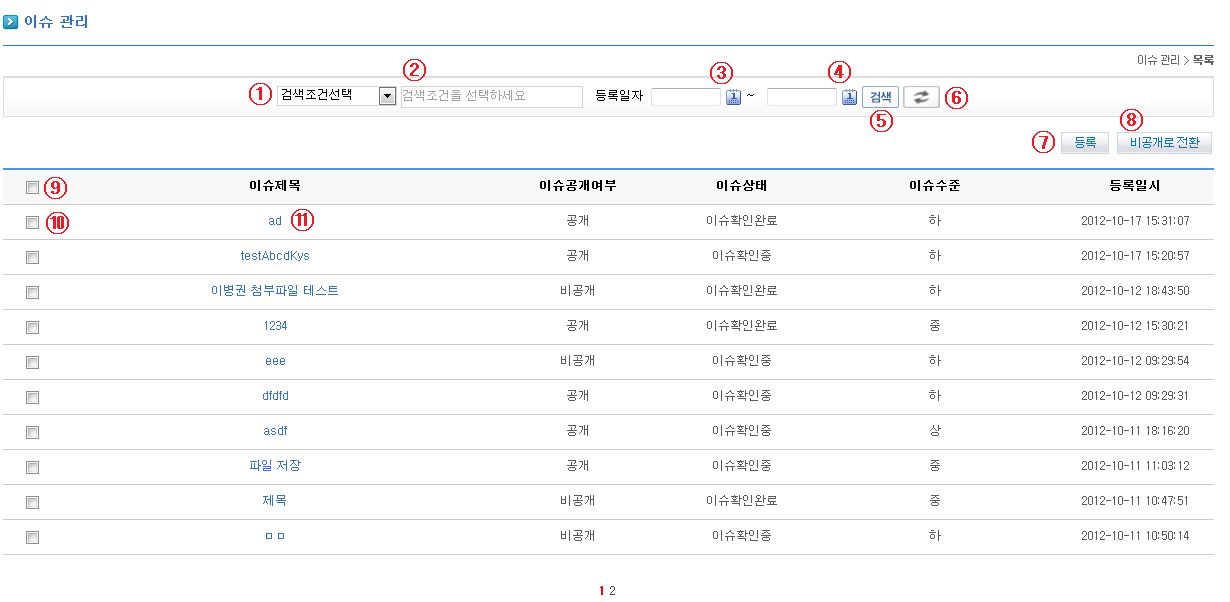 이슈 관리
이슈 관리 > 목록
① 검색조건선택 ② 검색조건을 선택하세요 등록일자 ③ ~ ④ 검색 ⑤ ⑥
⑦ 등록 ⑧ 비공개로 전환
⑨ 이슈제목 이슈공개여부 이슈상태 이슈수준 등록일시
⑩ ad ⑪ 공개 이슈확인완료 하 2012-10-17 15:31:07
testAbcdKys 공개 이슈확인중 하 2012-10-17 15:20:57
이병권 첨부파일 테스트 비공개 이슈확인완료 하 2012-10-12 18:43:50
1234 공개 이슈확인완료 중 2012-10-12 15:30:21
eee 비공개 이슈확인중 하 2012-10-12 09:29:54
dfdfd 공개 이슈확인중 하 2012-10-12 09:29:31
asdf 공개 이슈확인중 상 2012-10-11 18:16:20
파일 저장 공개 이슈확인중 중 2012-10-11 11:03:12
제목 비공개 이슈확인완료 중 2012-10-11 10:47:51
ㅁㅁ 비공개 이슈확인중 하 2012-10-11 10:50:14
1 2